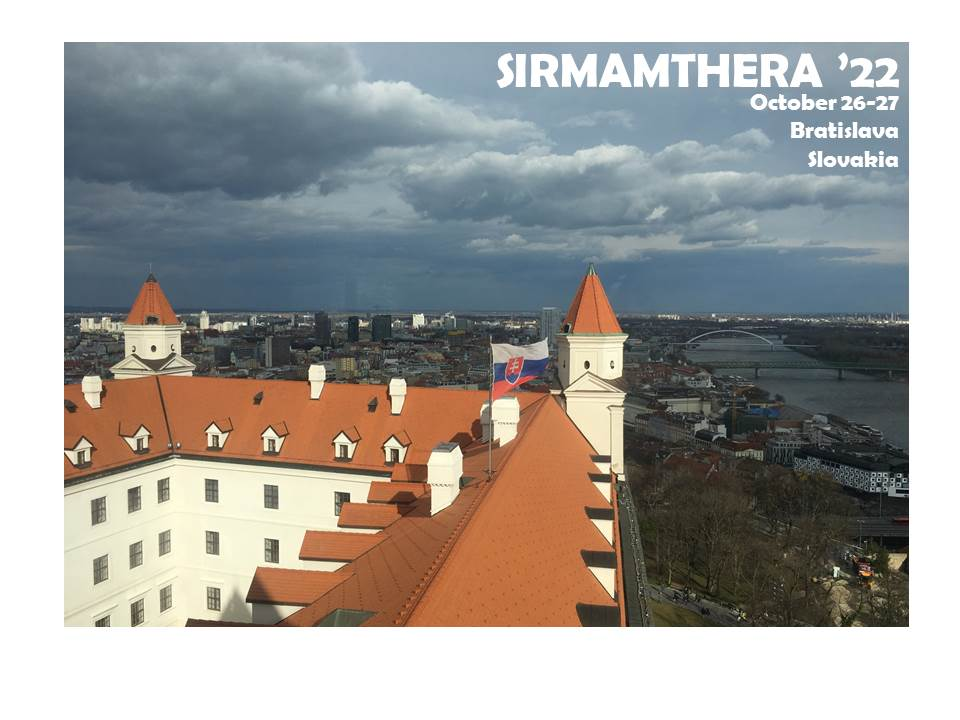 SIRMAMTHERA ’22
October 26-27
Bratislava
Slovakia